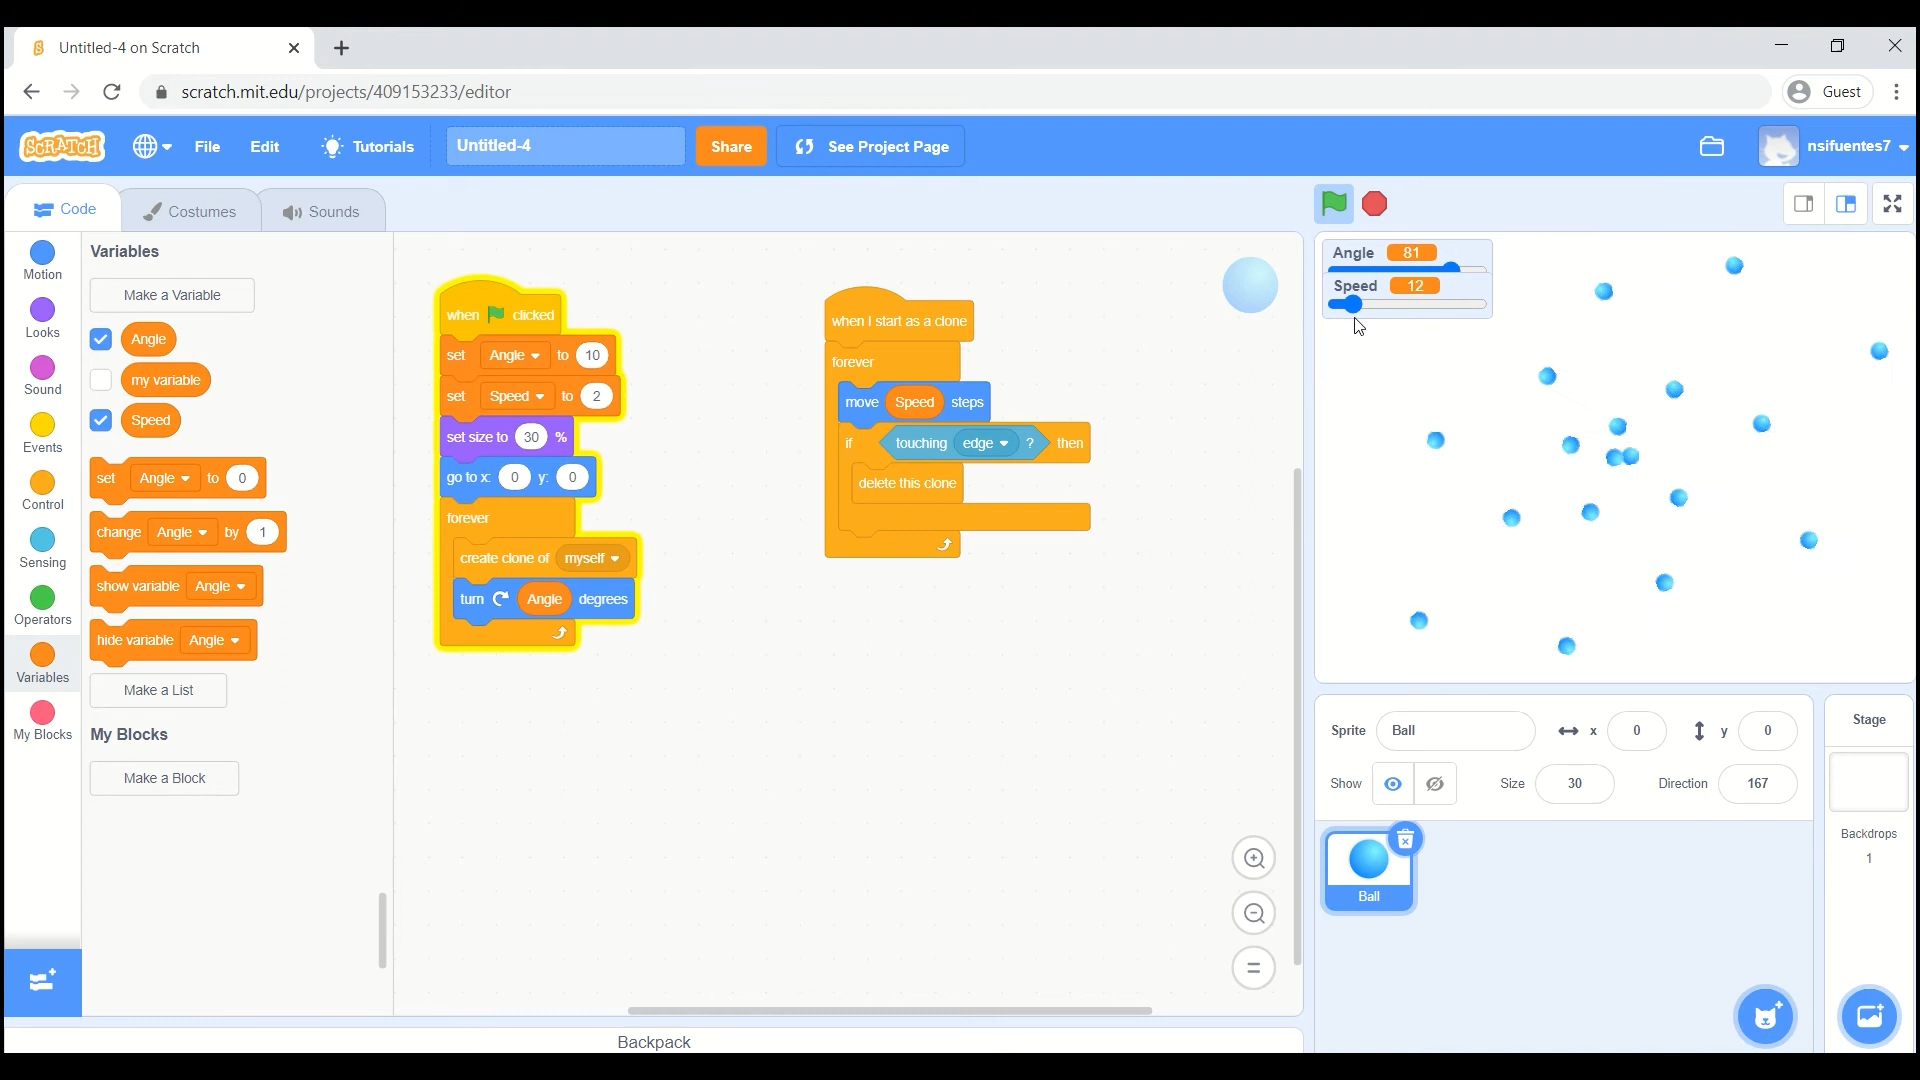 Untitled-4 on Scratch
scratch.mit.edu/projects/409153233/editor
Guest
SCRATCH
File
Edit
Tutorials
Untitled-4
Share
See Project Page
nsifuentes7
Code
Costumes
Sounds
Motion
Looks
Sound
Events
Control
Sensing
Operators
Variables
My Blocks
Variables
Make a Variable
Angle
my variable
Speed
set Angle to 0
change Angle by 1
show variable Angle
hide variable Angle
Make a List
My Blocks
Make a Block
when clicked
set Angle to 10
set Speed to 2
set size to 30 %
go to x: 0 y: 0
forever
create clone of myself
turn Angle degrees
when I start as a clone
forever
move Speed steps
if touching edge ? then
delete this clone
Angle 81
Speed 12
Sprite Ball x 0 y 0
Show Size 30 Direction 167
Ball
Stage
Backdrops
1
Backpack